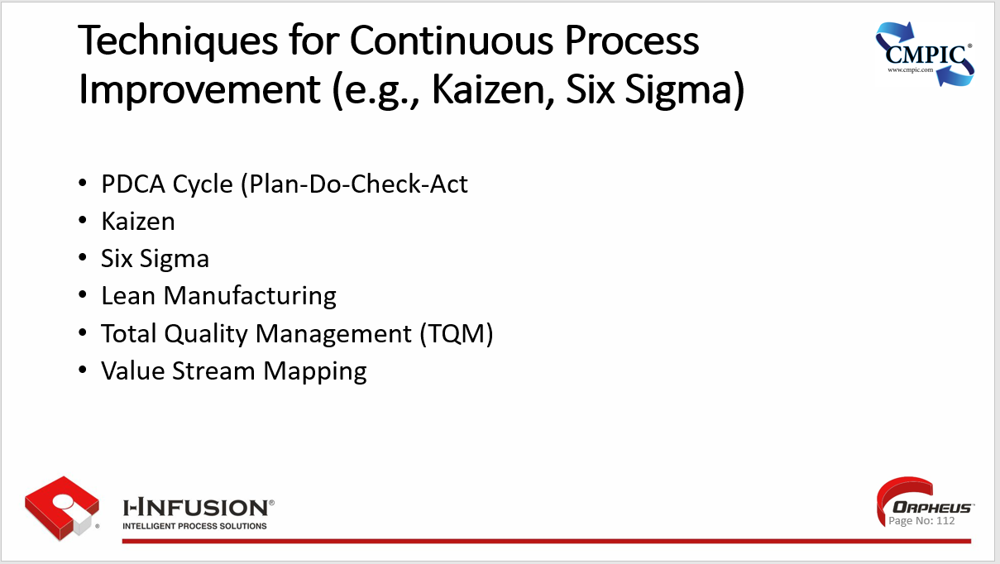 Techniques for Continuous Process
Improvement (e.g., Kaizen, Six Sigma)
CMPIC®
www.cmpic.com
• PDCA Cycle (Plan-Do-Check-Act
• Kaizen
• Six Sigma
• Lean Manufacturing
• Total Quality Management (TQM)
• Value Stream Mapping
I-INFUSION®
INTELLIGENT PROCESS SOLUTIONS
®
ORPHEUS™
Page No: 112